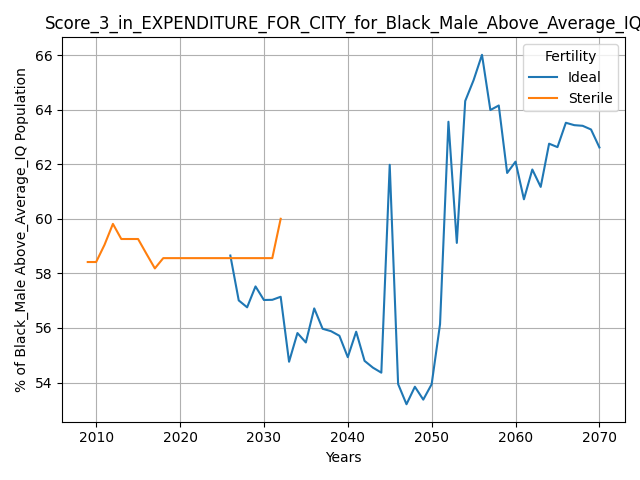 Score_3_in_EXPENDITURE_FOR_CITY_for_Black_Male_Above_Average_IQ
% of Black_Male Above_Average_IQ Population
66
64
62
60
58
56
54
Fertility
Ideal
Sterile
2010 2020 2030 2040 2050 2060 2070
Years